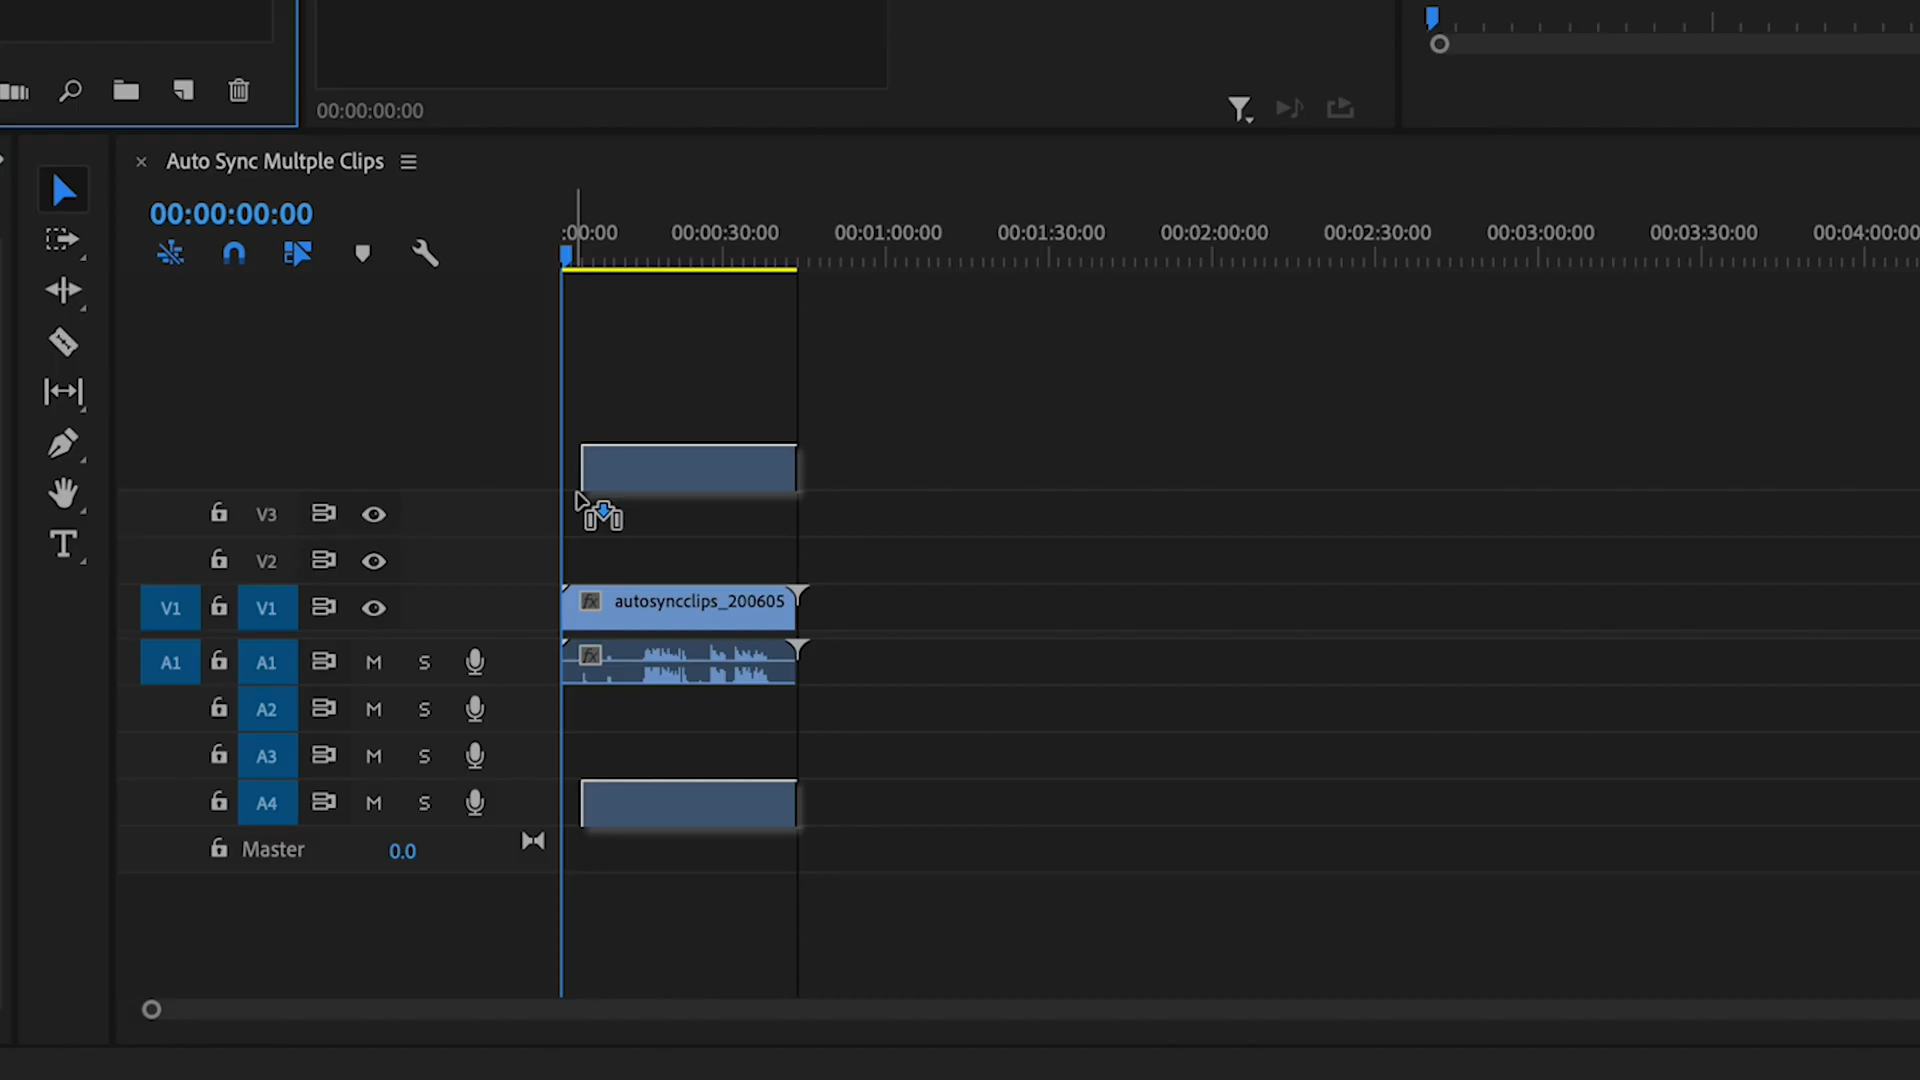 00:00:00:00
Auto Sync Multple Clips
00:00:00:00
:00:00 00:00:30:00 00:01:00:00 00:01:30:00 00:02:00:00 00:02:30:00 00:03:00:00 00:03:30:00 00:04:00:00
V3
V2
V1 V1 fx autosyncclips_200605
A1 A1 M S fx
A2 M S
A3 M S
A4 M S
Master 0.0